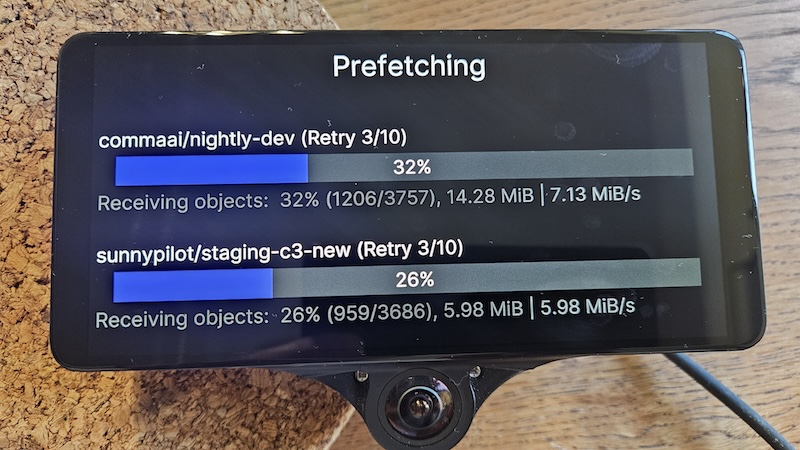 Prefetching
commaai/nightly-dev (Retry 3/10)
32%
Receiving objects: 32% (1206/3757), 14.28 MiB | 7.13 MiB/s
sunnypilot/staging-c3-new (Retry 3/10)
26%
Receiving objects: 26% (959/3686), 5.98 MiB | 5.98 MiB/s